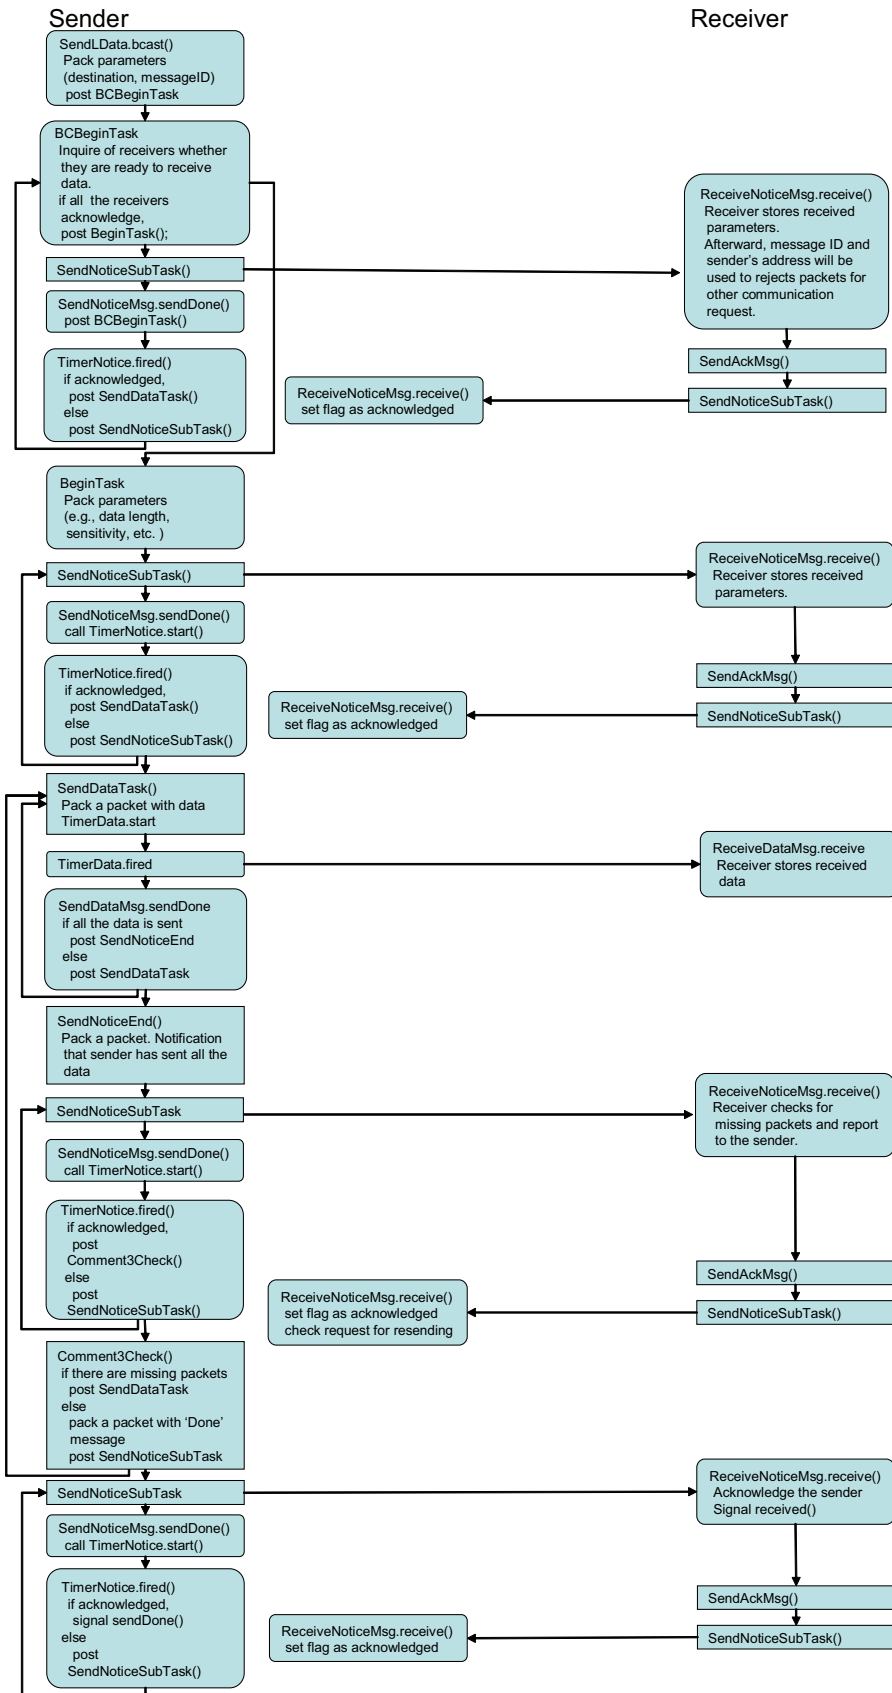 Sender
Receiver
SendLData.bcast()
Pack parameters
(destination, messageID)
post BCBeginTask
BCBeginTask
Inquire of receivers whether
they are ready to receive
data.
if all the receivers
acknowledge,
post BeginTask();
ReceiveNoticeMsg.receive()
Receiver stores received
parameters.
Afterward, message ID and
sender's address will be
used to rejects packets for
other communication
request.
SendNoticeSubTask()
SendNoticeMsg.sendDone()
post BCBeginTask()
TimerNotice.fired()
if acknowledged,
post SendDataTask()
else
post SendNoticeSubTask()
SendAckMsg()
SendNoticeSubTask()
ReceiveNoticeMsg.receive()
set flag as acknowledged
BeginTask
Pack parameters
(e.g., data length,
sensitivity, etc. )
SendNoticeSubTask()
ReceiveNoticeMsg.receive()
Receiver stores received
parameters.
SendNoticeMsg.sendDone()
call TimerNotice.start()
TimerNotice.fired()
if acknowledged,
post SendDataTask()
else
post SendNoticeSubTask()
SendAckMsg()
SendNoticeSubTask()
ReceiveNoticeMsg.receive()
set flag as acknowledged
SendDataTask()
Pack a packet with data
TimerData.start
TimerData.fired
ReceiveDataMsg.receive
Receiver stores received
data
SendDataMsg.sendDone
if all the data is sent
post SendNoticeEnd
else
post SendDataTask
SendNoticeEnd()
Pack a packet. Notification
that sender has sent all the
data
SendNoticeSubTask
ReceiveNoticeMsg.receive()
Receiver checks for
missing packets and report
to the sender.
SendNoticeMsg.sendDone()
call TimerNotice.start()
TimerNotice.fired()
if acknowledged,
post
Comment3Check()
else
post
SendNoticeSubTask()
SendAckMsg()
SendNoticeSubTask()
ReceiveNoticeMsg.receive()
set flag as acknowledged
check request for resending
Comment3Check()
if there are missing packets
post SendDataTask
else
pack a packet with ‘Done’
message
post SendNoticeSubTask
SendNoticeSubTask
ReceiveNoticeMsg.receive()
Acknowledge the sender
Signal received()
SendNoticeMsg.sendDone()
call TimerNotice.start()
TimerNotice.fired()
if acknowledged,
signal sendDone()
else
post
SendNoticeSubTask()
SendAckMsg()
SendNoticeSubTask()
ReceiveNoticeMsg.receive()
set flag as acknowledged